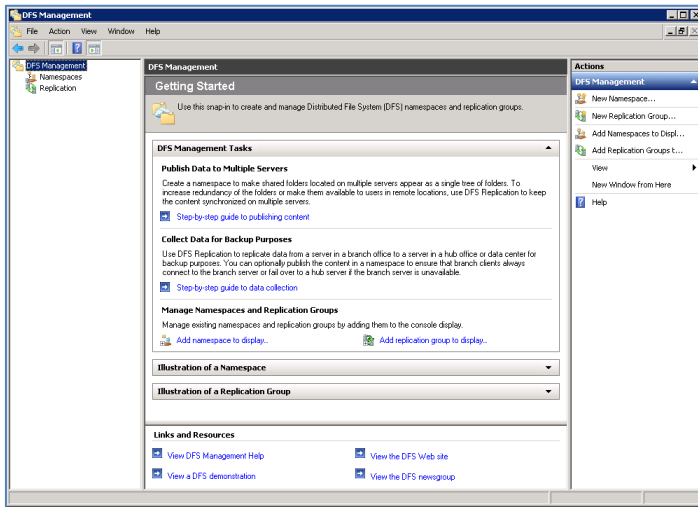 DFS Management
File Action View Window Help
DFS Management
Namespaces
Replication
DFS Management
Getting Started
Use this snap-in to create and manage Distributed File System (DFS) namespaces and replication groups.
DFS Management Tasks
Publish Data to Multiple Servers
Create a namespace to make shared folders located on multiple servers appear as a single tree of folders. To
increase redundancy of the folders or make them available to users in remote locations, use DFS Replication to keep
the content synchronized on multiple servers.
Step-by-step guide to publishing content
Collect Data for Backup Purposes
Use DFS Replication to replicate data from a server in a branch office to a server in a hub office or data center for
backup purposes. You can optionally publish the content in a namespace to ensure that branch clients always
connect to the branch server or fail over to a hub server if the branch server is unavailable.
Step-by-step guide to data collection
Manage Namespaces and Replication Groups
Manage existing namespaces and replication groups by adding them to the console display.
Add namespace to display... Add replication group to display...
Illustration of a Namespace
Illustration of a Replication Group
Links and Resources
View DFS Management Help View the DFS Web site
View a DFS demonstration View the DFS newsgroup
Actions
DFS Management
New Namespace...
New Replication Group...
Add Namespaces to Displ...
Add Replication Groups t...
View
New Window from Here
Help